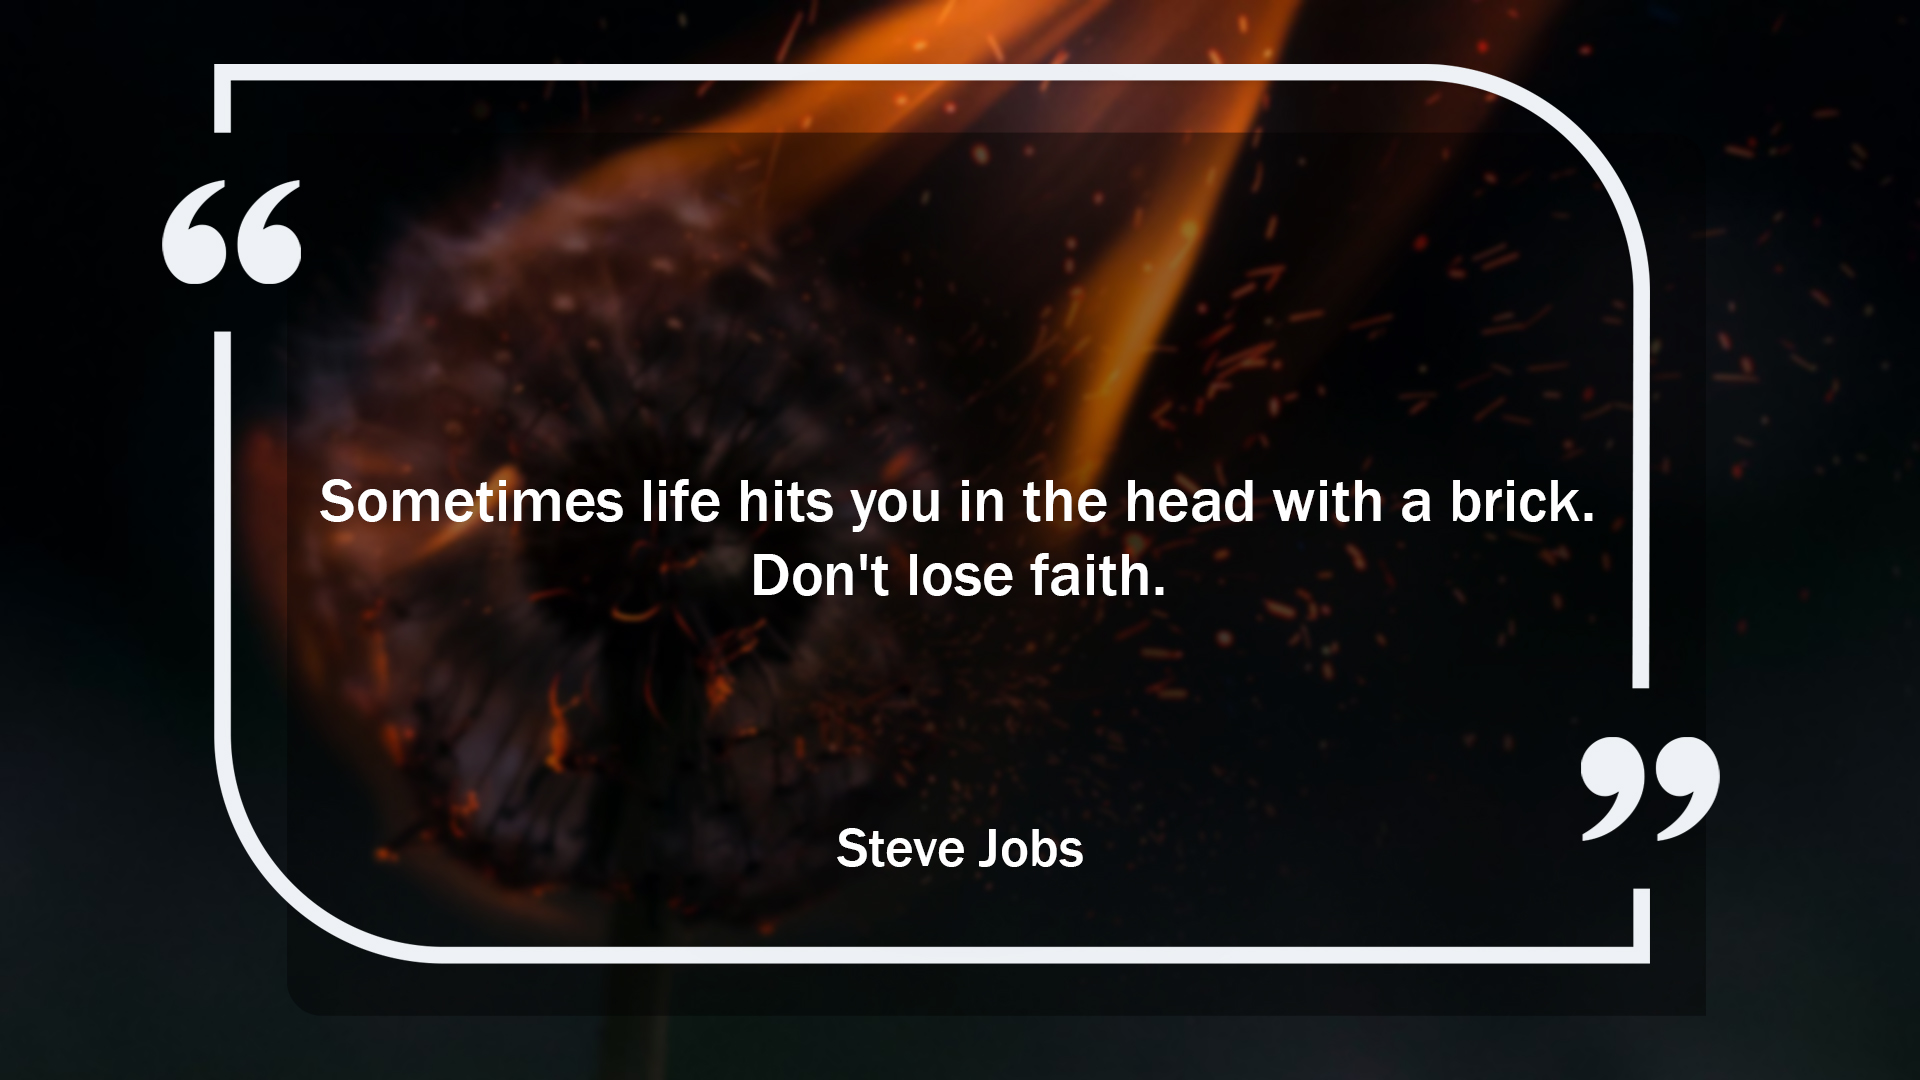 Sometimes life hits you in the head with a brick.
Don't lose faith.
Steve Jobs